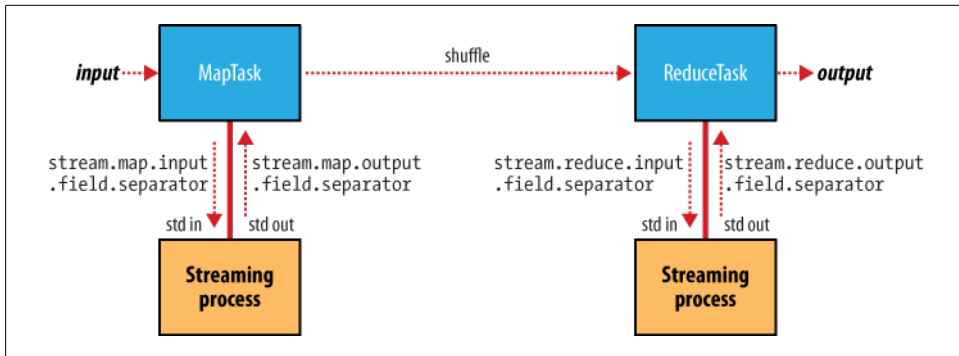 input
MapTask
shuffle
ReduceTask
output
stream.map.input
.field.separator
stream.map.output
.field.separator
stream.reduce.input
.field.separator
stream.reduce.output
.field.separator
std in
std out
std in
std out
Streaming
process
Streaming
process